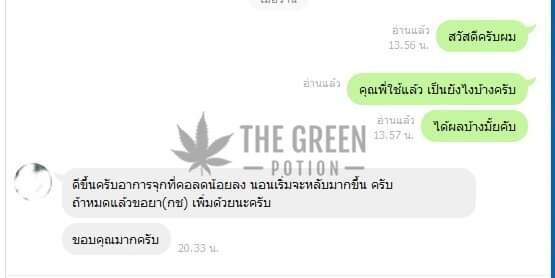 เมื่อวาน
สวัสดีครับผม
อ่านแล้ว
13.56 น.
คุณพี่ใช้แล้ว เป็นยังไงบ้างครับ
อ่านแล้ว
ได้ผลบ้างมั้ยคับ
อ่านแล้ว
13.57 น.
THE GREEN
POTION
ดีขึ้นครับอาการจุกที่คอลดน้อยลง นอนเริ่มจะหลับมากขึ้น ครับ
ถ้าหมดแล้วขอยา(กช) เพิ่มด้วยนะครับ
ขอบคุณมากครับ
20.33 น.